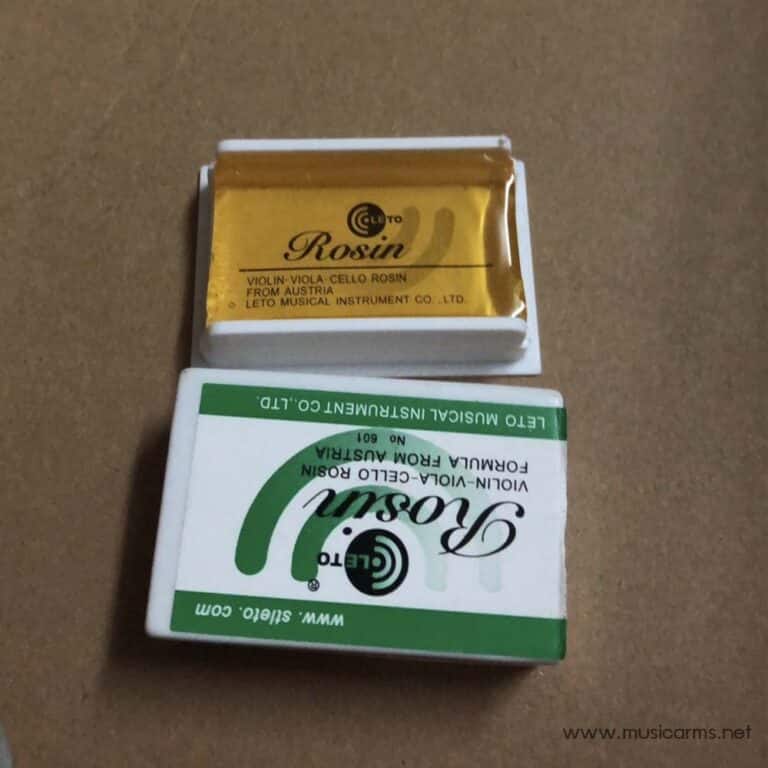 LETO
Rosin
VIOLIN-VIOLA-CELLO ROSIN
FROM AUSTRIA
LETO MUSICAL INSTRUMENT CO.,LTD.
www.stleto.com
LETO®
Rosin
VIOLIN-VIOLA-CELLO ROSIN
FORMULA FROM AUSTRIA
No 601
LETO MUSICAL INSTRUMENT CO.,LTD.
www.musicarms.net